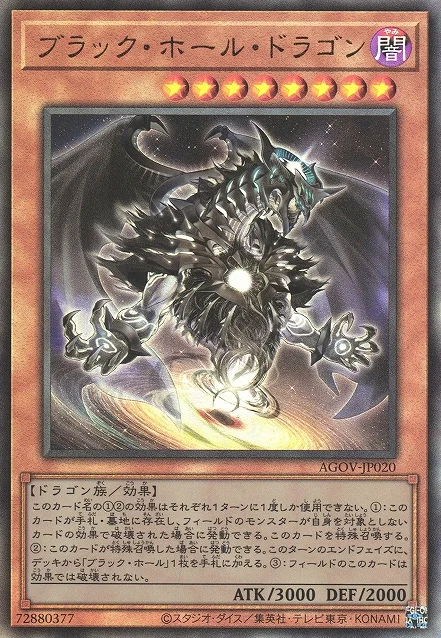 ブラック・ホール・ドラゴン
闇
やみ
AGOV-JP020
【ドラゴン族／効果】
このカード名の①②の効果はそれぞれ1ターンに1度しか使用できない。①：この
カードが手札・墓地に存在し、フィールドのモンスターが自身を対象としない
カードの効果で破壊された場合に発動できる。このカードを特殊召喚する。
②：このカードが特殊召喚した場合に発動できる。このターンのエンドフェイズに、
デッキから「ブラック・ホール」1枚を手札に加える。③：フィールドのこのカードは
効果では破壊されない。
ATK/3000 DEF/2000
72880377
©スタジオ・ダイス／集英社・テレビ東京・KONAMI